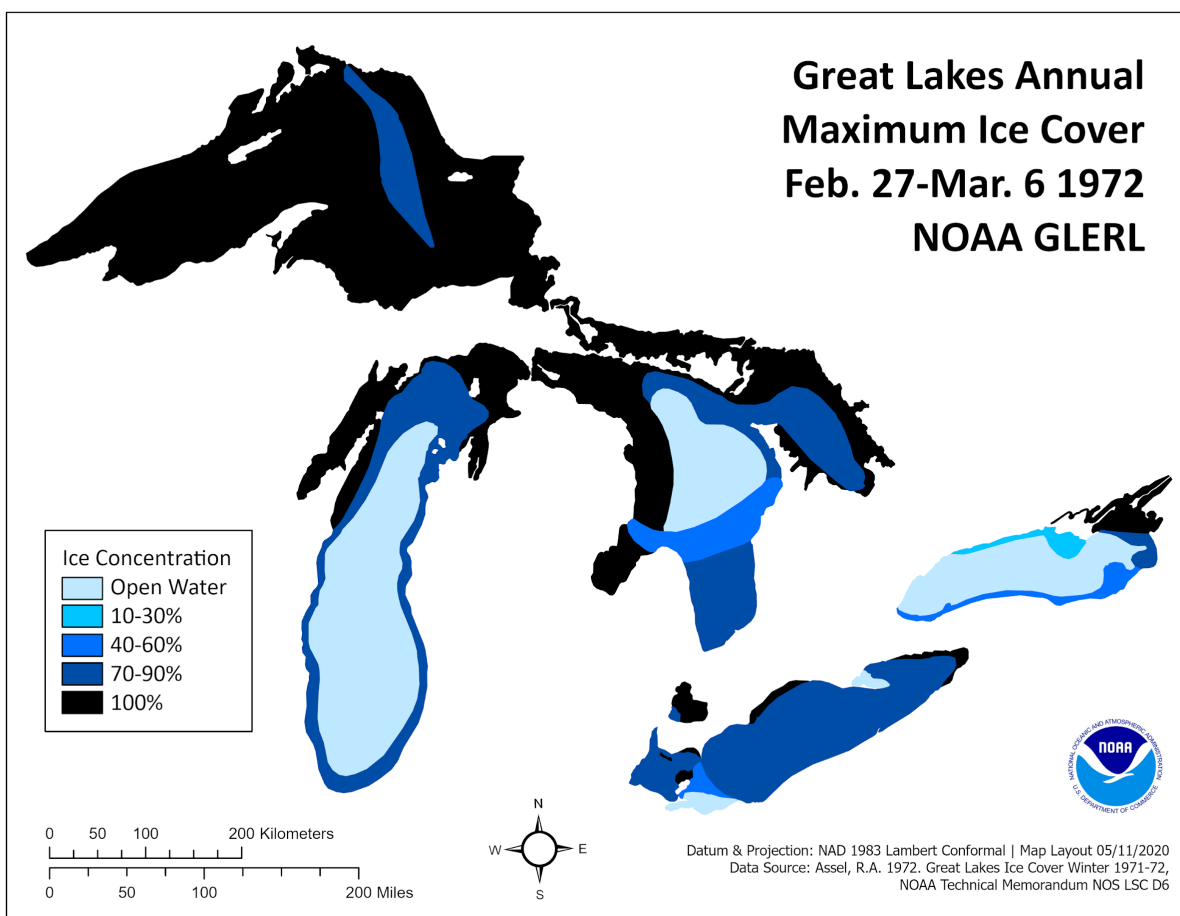 Great Lakes Annual
Maximum Ice Cover
Feb. 27-Mar. 6 1972
NOAA GLERL
Ice Concentration
Open Water
10-30%
40-60%
70-90%
100%
NATIONAL OCEANIC AND ATMOSPHERIC ADMINISTRATION
NOAA
U.S. DEPARTMENT OF COMMERCE
N
W E
S
0 50 100 200 Kilometers
0 50 100 200 Miles
Datum & Projection: NAD 1983 Lambert Conformal | Map Layout 05/11/2020
Data Source: Assel, R.A. 1972. Great Lakes Ice Cover Winter 1971-72,
NOAA Technical Memorandum NOS LSC D6